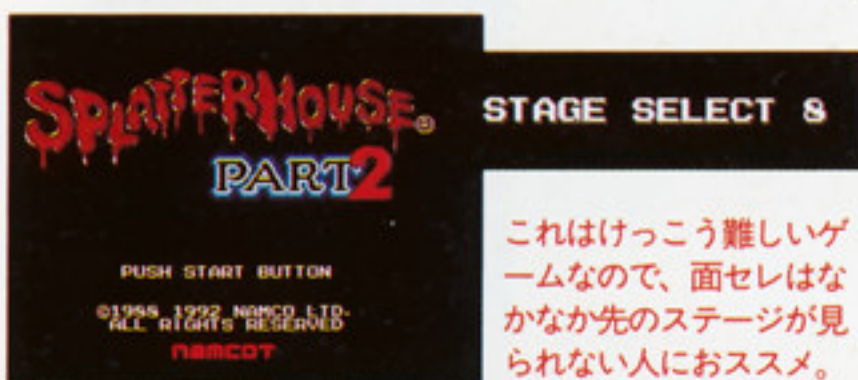 SPLATTERHOUSE®
PART2
PUSH START BUTTON
©1988 1992 NAMCO LTD.
ALL RIGHTS RESERVED
namcot
STAGE SELECT 8
これはけっこう難しいゲ
ームなので、面セレはな
かなか先のステージが見
られない人におススメ。